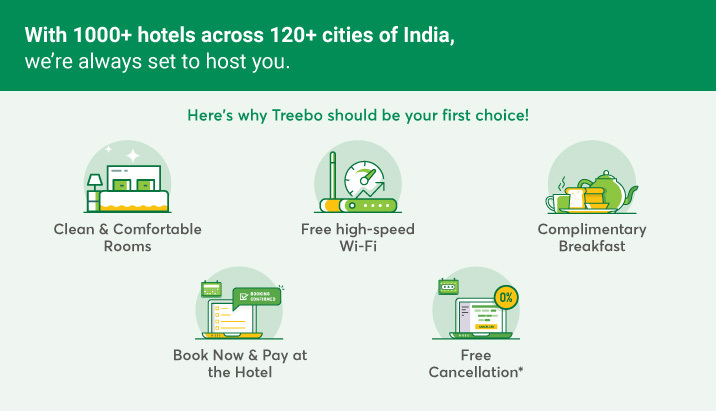 With 1000+ hotels across 120+ cities of India,
we're always set to host you.
Here's why Treebo should be your first choice!
Clean & Comfortable
Rooms
Free high-speed
Wi-Fi
Complimentary
Breakfast
BOOKING
CONFIRMED
Book Now & Pay at
the Hotel
0%
Free
Cancellation*